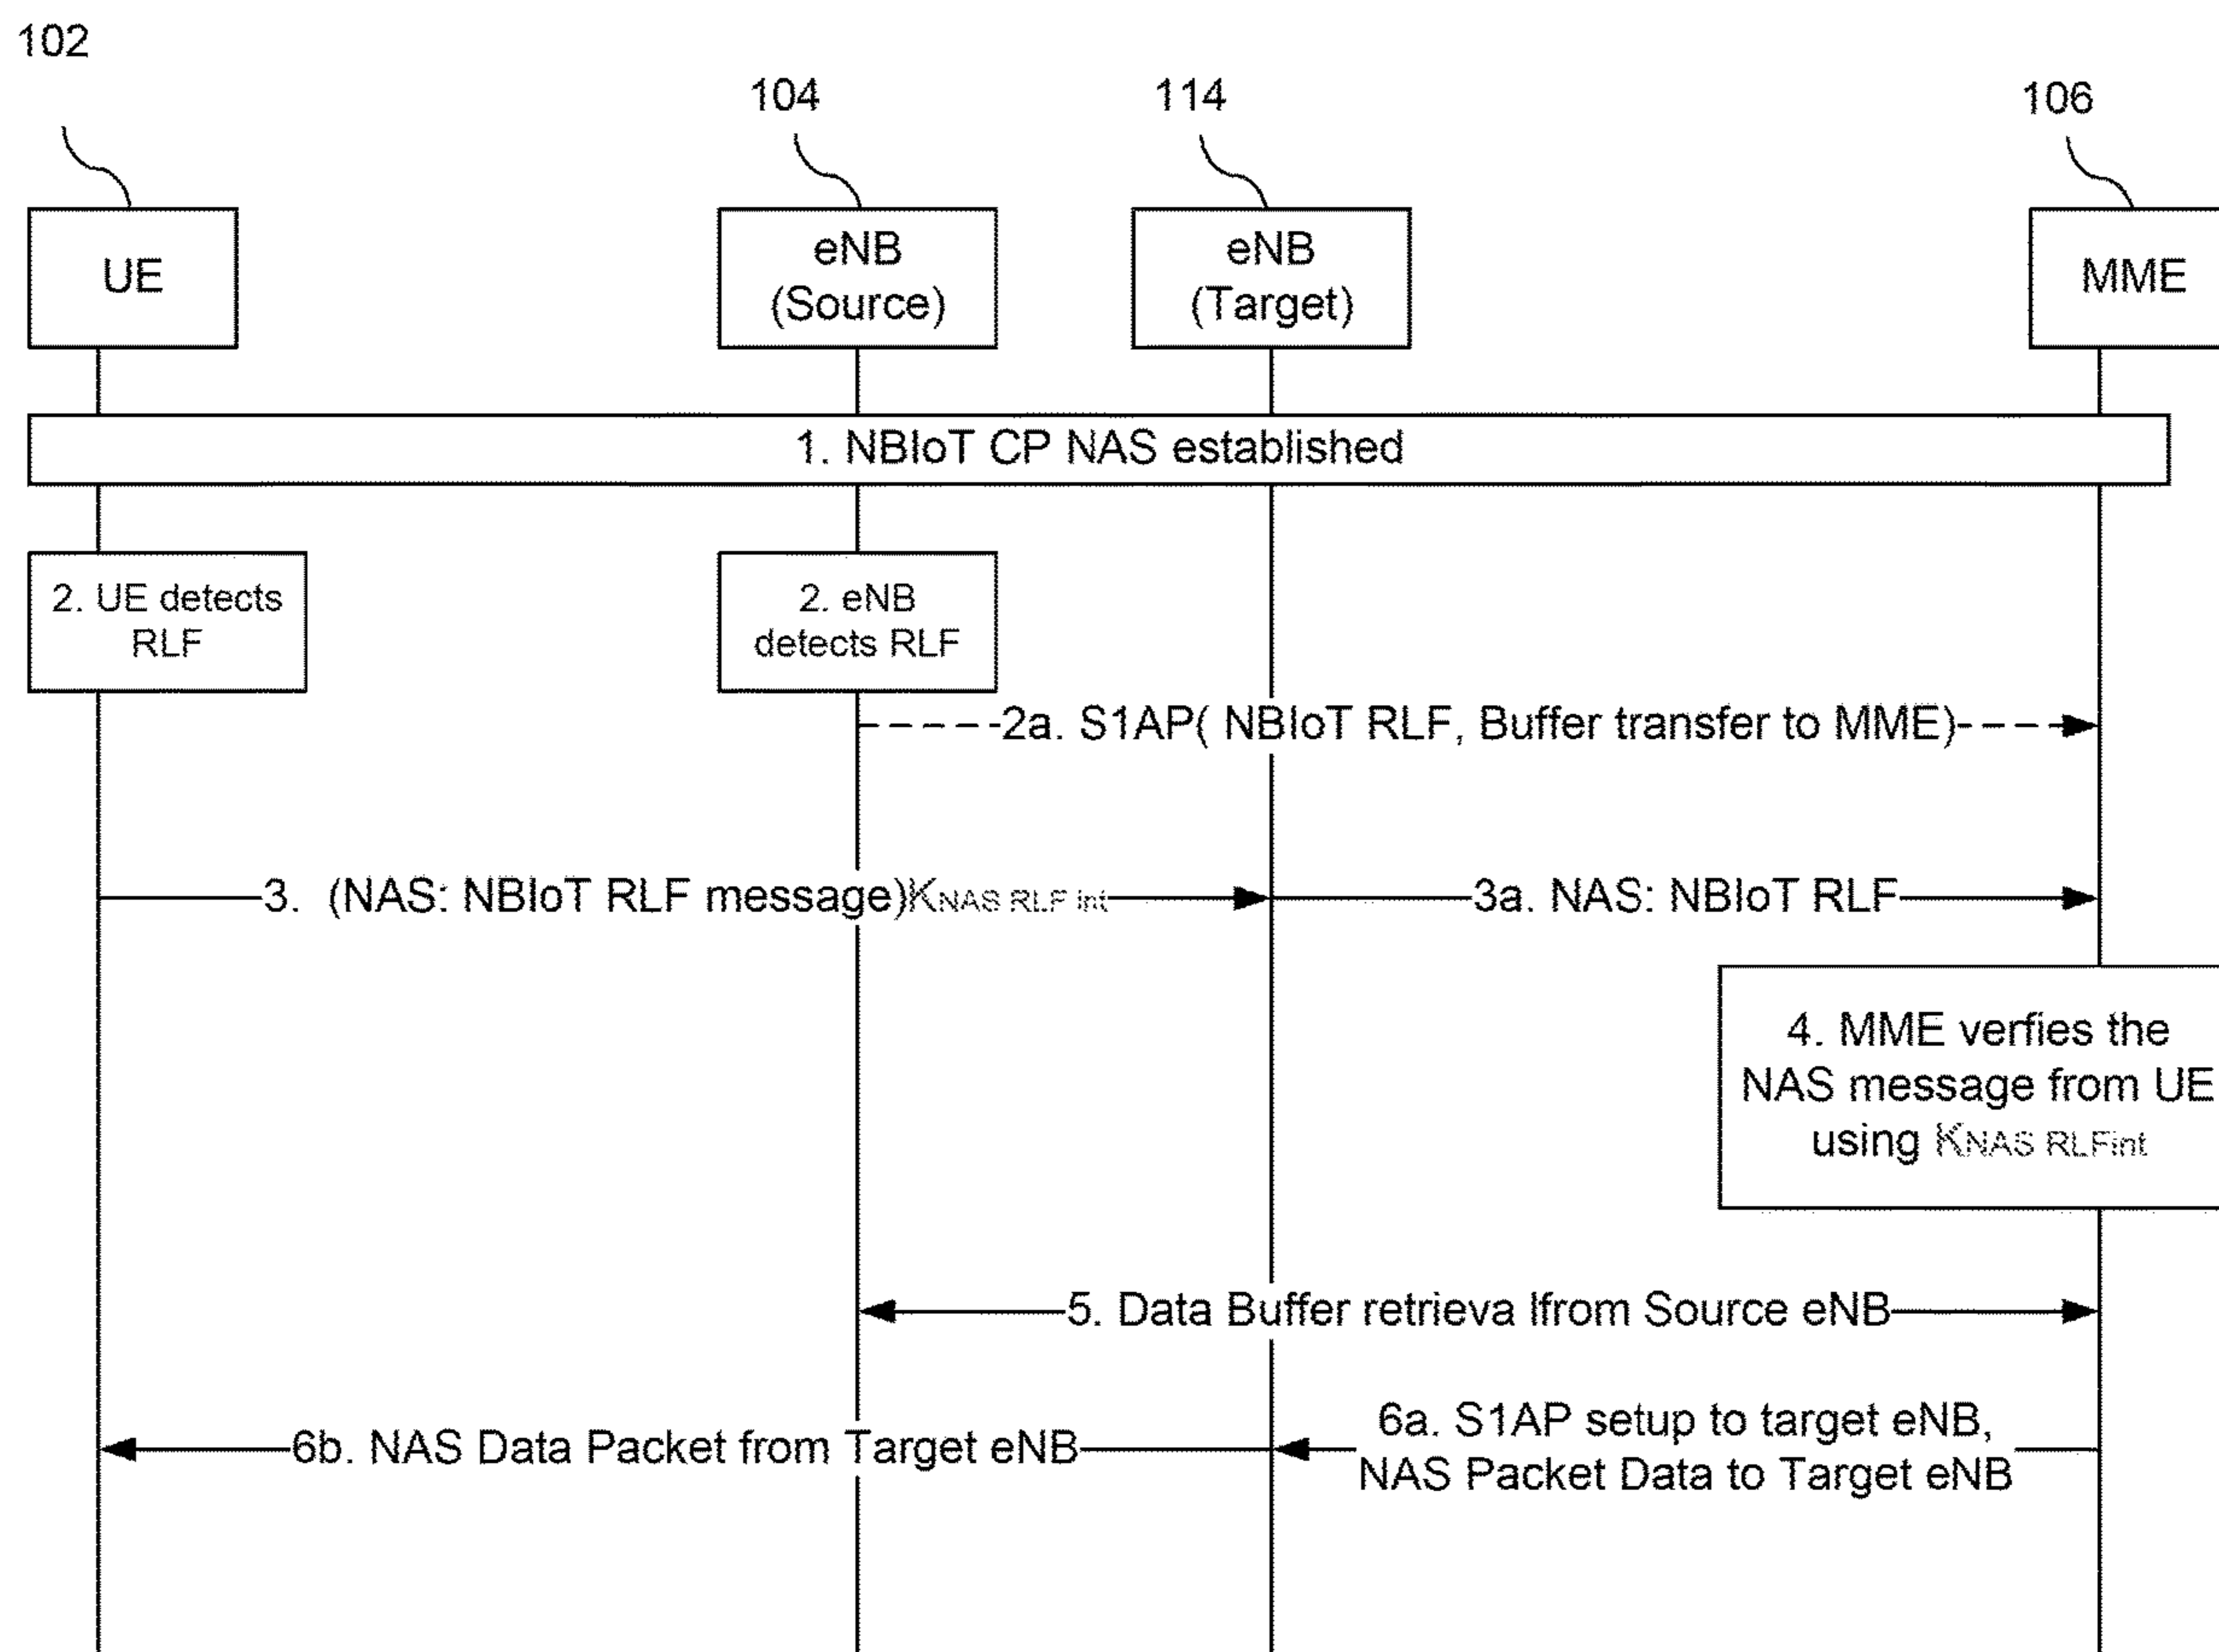 102
104
114
106
UE
eNB
(Source)
eNB
(Target)
MME
1. NBIoT CP NAS established
2. UE detects
RLF
2. eNB
detects RLF
2a. S1AP( NBIoT RLF, Buffer transfer to MME)
3. (NAS: NBIoT RLF message)KNAS RLF int
3a. NAS: NBIoT RLF
4. MME verfies the
NAS message from UE
using KNAS RLFint
5. Data Buffer retrieva lfrom Source eNB
6a. S1AP setup to target eNB,
NAS Packet Data to Target eNB
6b. NAS Data Packet from Target eNB